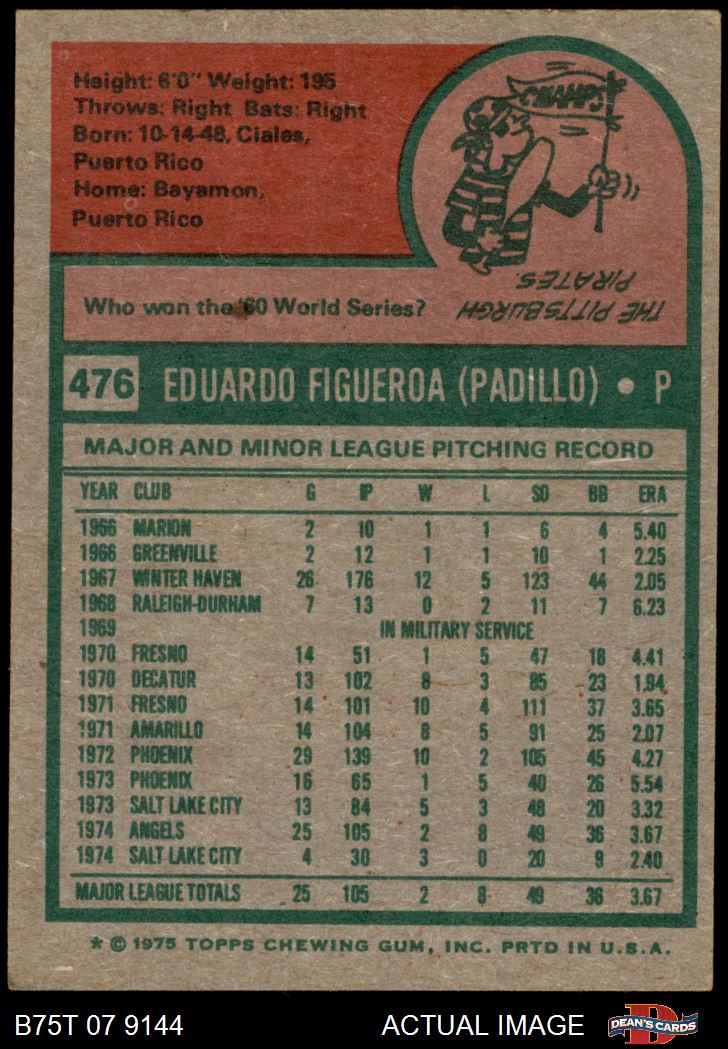 Height: 6'0" Weight: 195
Throws: Right Bats: Right
Born: 10-14-48, Ciales,
Puerto Rico
Home: Bayamon,
Puerto Rico
CHAMPS
Who won the '60 World Series?
THE PITTSBURGH
PIRATES.
476 EDUARDO FIGUEROA (PADILLO) • P
MAJOR AND MINOR LEAGUE PITCHING RECORD
YEAR CLUB G IP W L SO BB ERA
1966 MARION 2 10 1 1 6 4 5.40
1966 GREENVILLE 2 12 1 1 10 1 2.25
1967 WINTER HAVEN 26 176 12 5 123 44 2.05
1968 RALEIGH-DURHAM 7 13 0 2 11 7 6.23
1969 IN MILITARY SERVICE
1970 FRESNO 14 51 1 5 47 18 4.41
1970 DECATUR 13 102 8 3 85 23 1.94
1971 FRESNO 14 101 10 4 111 37 3.65
1971 AMARILLO 14 104 8 5 91 25 2.07
1972 PHOENIX 29 139 10 2 105 45 4.27
1973 PHOENIX 16 65 1 5 40 26 5.54
1973 SALT LAKE CITY 13 84 5 3 48 20 3.32
1974 ANGELS 25 105 2 8 49 36 3.67
1974 SALT LAKE CITY 4 30 3 0 20 9 2.40
MAJOR LEAGUE TOTALS 25 105 2 8 49 36 3.67
* © 1975 TOPPS CHEWING GUM, INC. PRTD IN U.S.A.
B75T 07 9144 ACTUAL IMAGE
DEAN'S CARDS